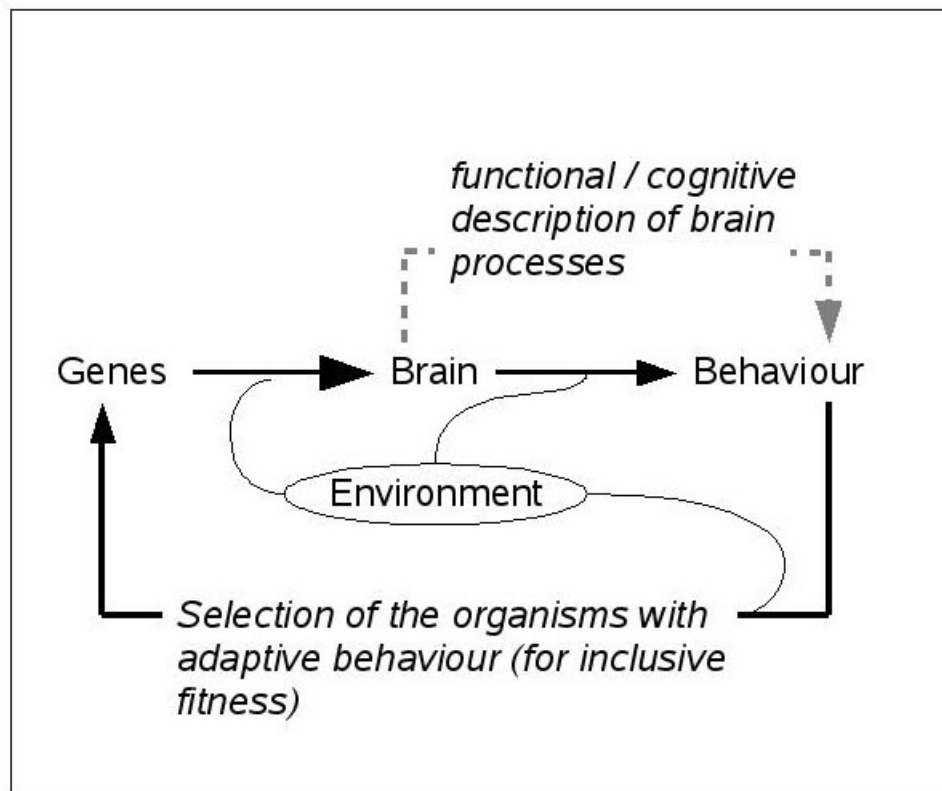 functional / cognitive
description of brain
processes
Genes
Brain
Behaviour
Environment
Selection of the organisms with
adaptive behaviour (for inclusive
fitness)